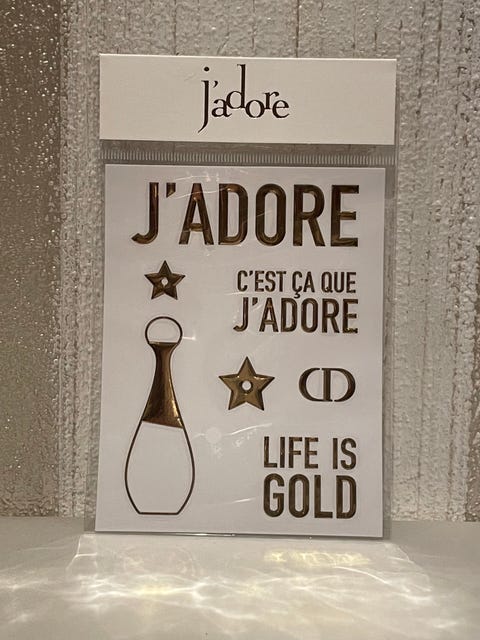 j'adore
J'ADORE
C'EST ÇA QUE
J'ADORE
CD
LIFE IS
GOLD